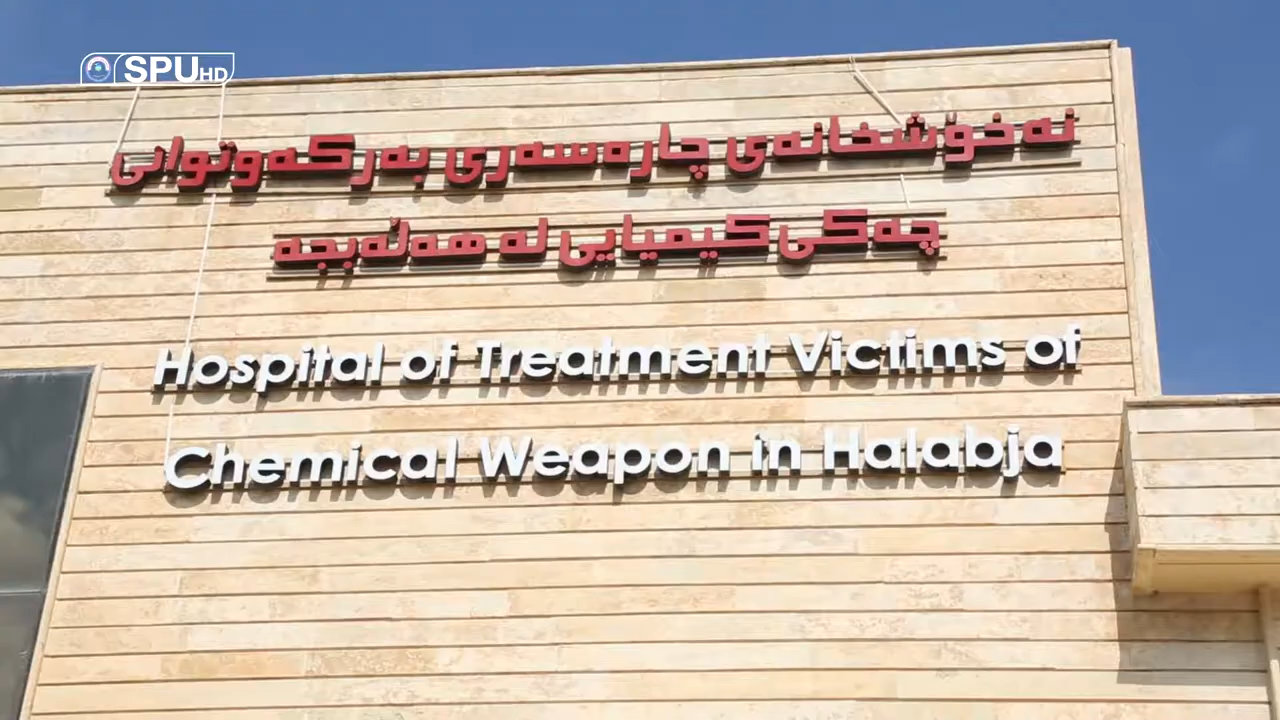 SPU HD
نەخۆشخانەی چارەسەری بەرکەوتوانی
چەکی کیمیایی لە هەڵەبجە
Hospital of Treatment Victims of
Chemical Weapon in Halabja